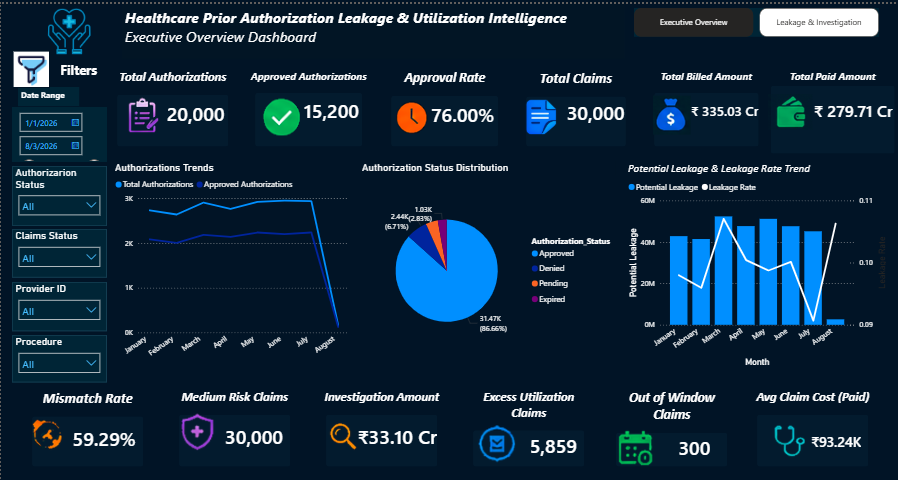 Healthcare Prior Authorization Leakage & Utilization Intelligence
Executive Overview Dashboard
Executive Overview
Leakage & Investigation
Filters
Date Range
1/1/2026
8/3/2026
Authorizarion
Status
All
Claims Status
All
Provider ID
All
Procedure
All
Total Authorizations
20,000
Approved Authorizations
15,200
Approval Rate
76.00%
Total Claims
30,000
Total Billed Amount
₹ 335.03 Cr
Total Paid Amount
₹ 279.71 Cr
Authorizations Trends
Total Authorizations
Approved Authorizations
3K
2K
1K
0K
January
February
March
April
May
June
July
August
Authorization Status Distribution
1.03K
(2.83%)
2.44K
(6.71%)
31.47K
(86.66%)
Authorization_Status
Approved
Denied
Pending
Expired
Potential Leakage & Leakage Rate Trend
Potential Leakage
Leakage Rate
Potential Leakage
60M
40M
20M
0M
0.11
0.10
0.09
Leakage Rate
January
February
March
April
May
June
July
August
Month
Mismatch Rate
59.29%
Medium Risk Claims
30,000
Investigation Amount
₹33.10 Cr
Excess Utilization
Claims
5,859
Out of Window
Claims
300
Avg Claim Cost (Paid)
₹93.24K